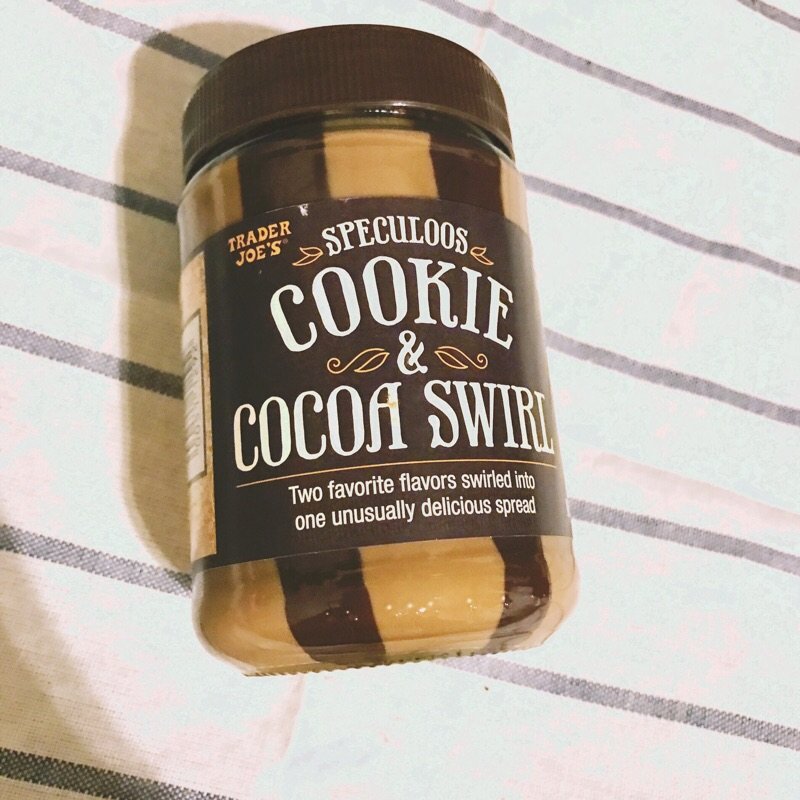 TRADER
JOE'S®
SPECULOOS
COOKIE
&
COCOA SWIRL
Two favorite flavors swirled into
one unusually delicious spread